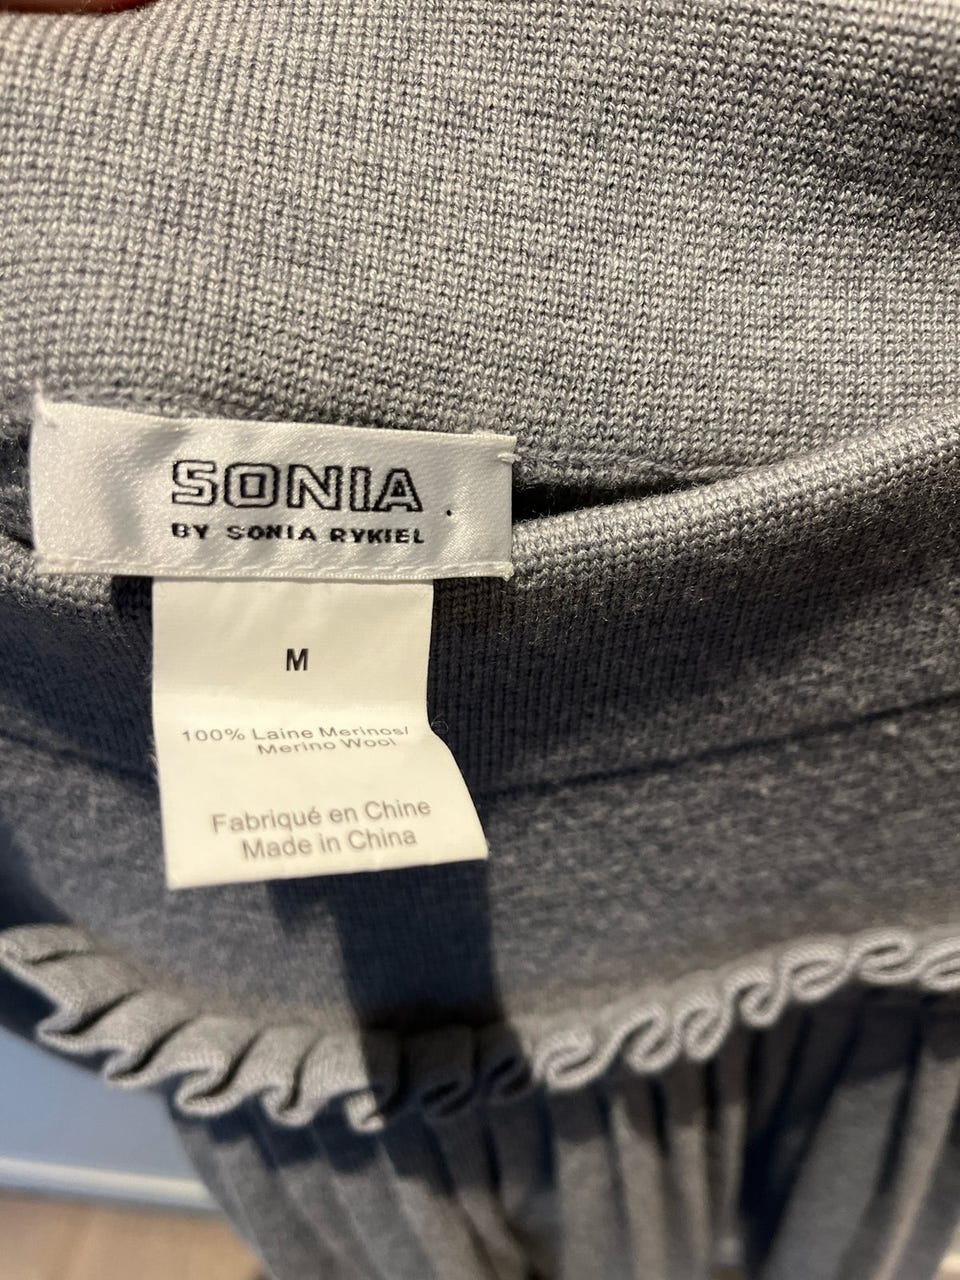 SONIA
BY SONIA RYKIEL
M
100% Laine Merinos/
Merino Wool
Fabriqué en Chine
Made in China